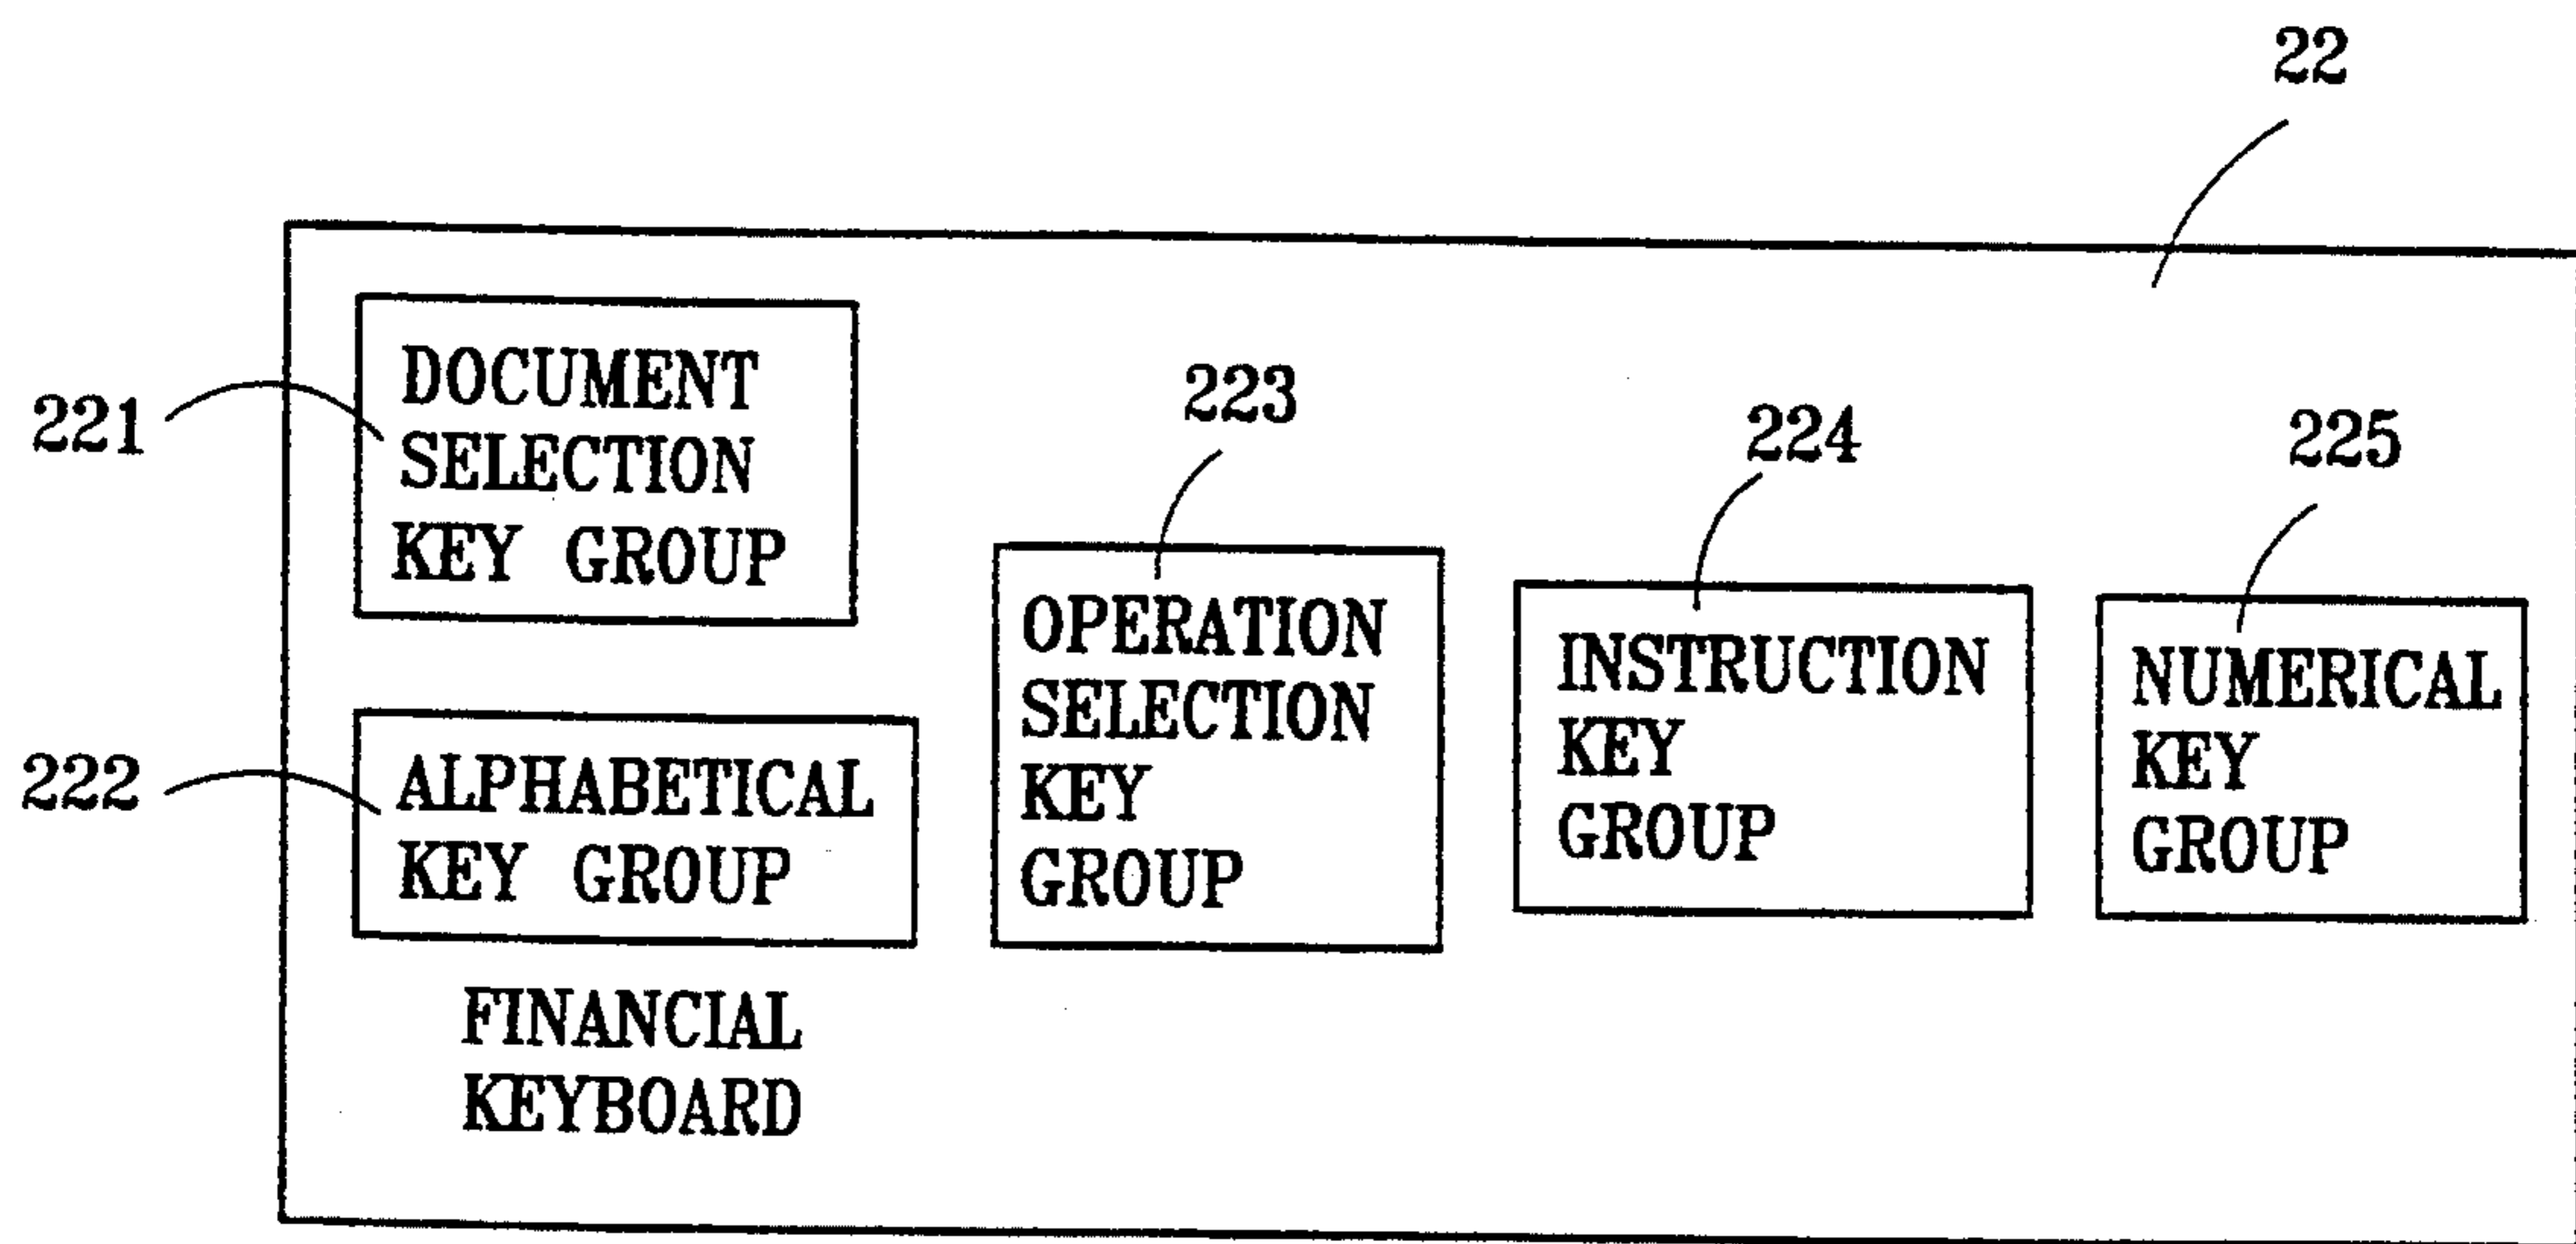 22
221
DOCUMENT
SELECTION
KEY GROUP
222
ALPHABETICAL
KEY GROUP
FINANCIAL
KEYBOARD
223
OPERATION
SELECTION
KEY
GROUP
224
INSTRUCTION
KEY
GROUP
225
NUMERICAL
KEY
GROUP